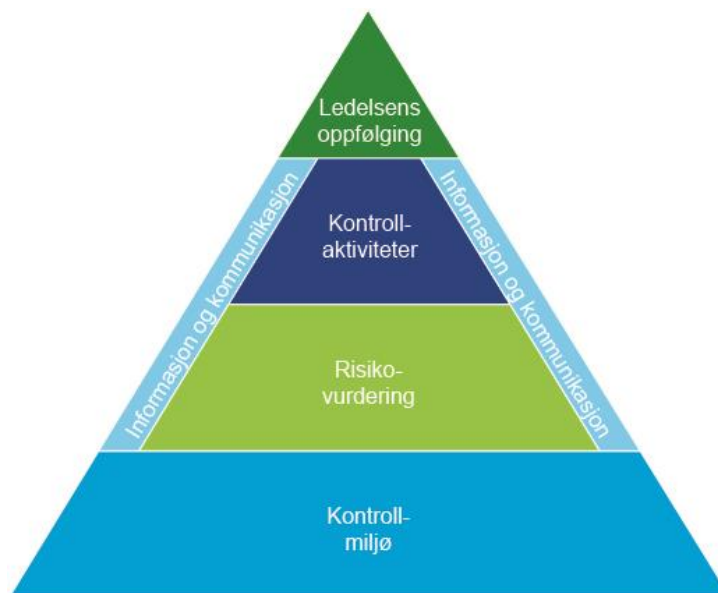 Ledelsens
oppfølging
Informasjon og kommunikasjon
Informasjon og kommunikasjon
Kontroll-
aktiviteter
Risiko-
vurdering
Kontroll-
miljø